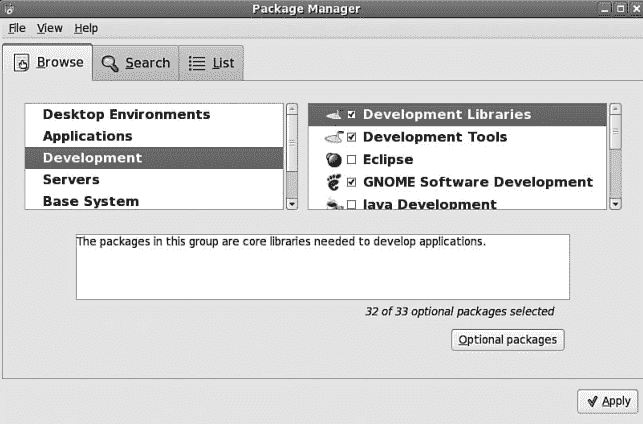 Package Manager
File View Help
Browse Search List
Desktop Environments
Applications
Development
Servers
Base System
Development Libraries
Development Tools
Eclipse
GNOME Software Development
Java Development
The packages in this group are core libraries needed to develop applications.
32 of 33 optional packages selected
Optional packages
Apply